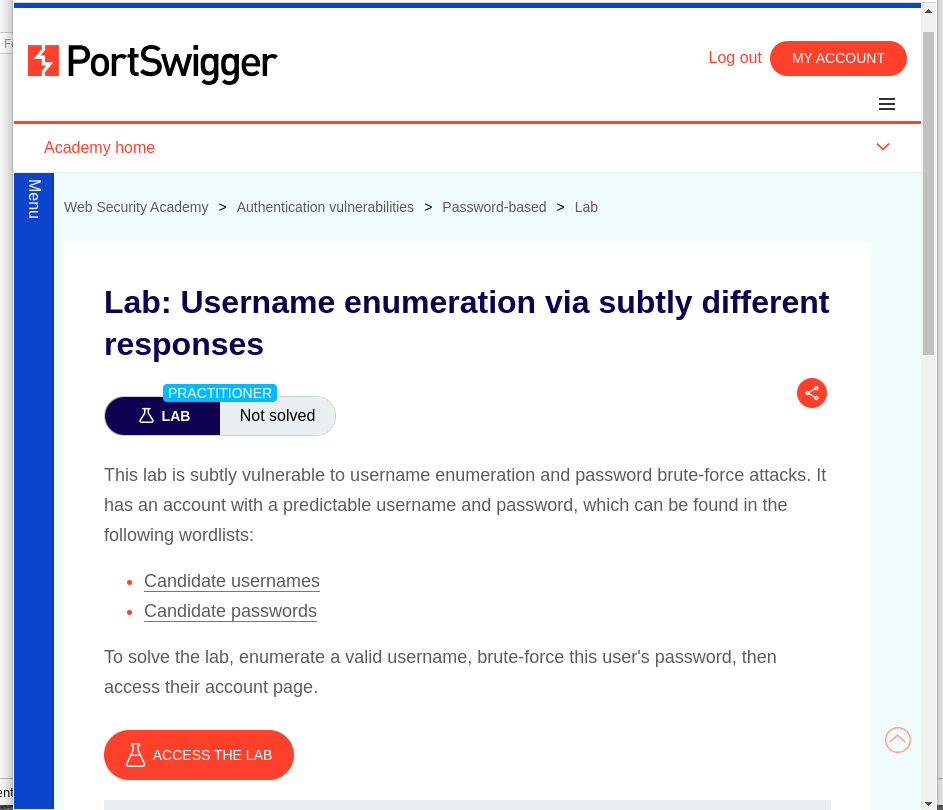 PortSwigger
Log out
MY ACCOUNT
Academy home
Menu
Web Security Academy > Authentication vulnerabilities > Password-based > Lab
Lab: Username enumeration via subtly different
responses
PRACTITIONER
LAB
Not solved
This lab is subtly vulnerable to username enumeration and password brute-force attacks. It
has an account with a predictable username and password, which can be found in the
following wordlists:
Candidate usernames
Candidate passwords
To solve the lab, enumerate a valid username, brute-force this user's password, then
access their account page.
ACCESS THE LAB